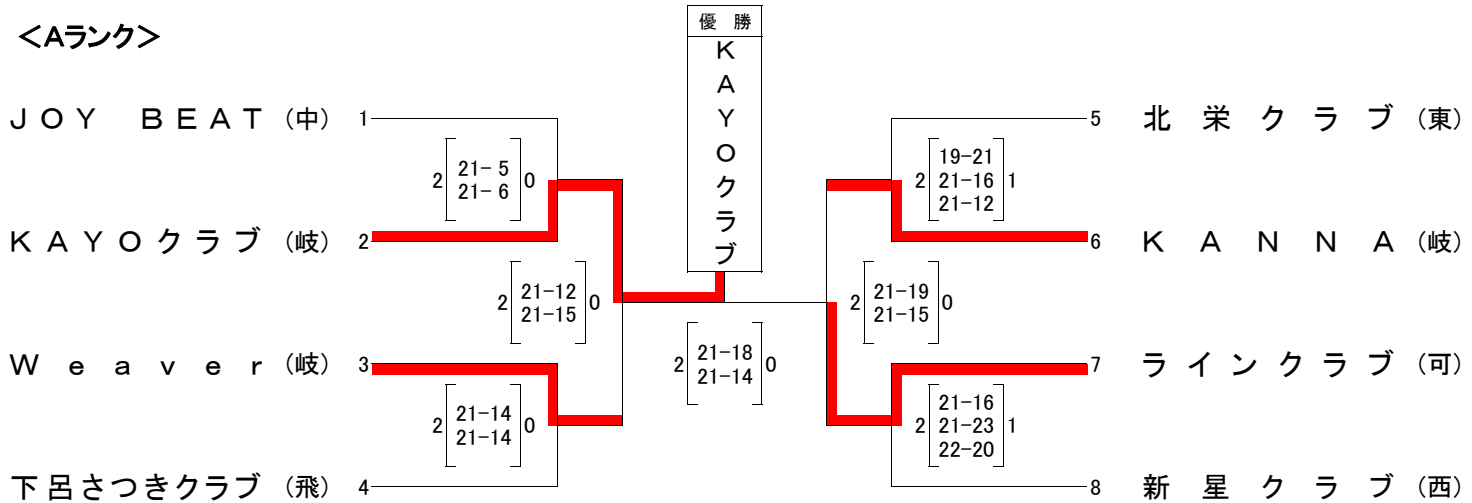 <Aランク>
優 勝
KAYOクラブ
JOY BEAT (中) 1
2 [21- 5 21- 6] 0
KAYOクラブ (岐) 2
2 [21-12 21-15] 0
Weaver (岐) 3
2 [21-14 21-14] 0
下呂さつきクラブ (飛) 4
2 [21-18 21-14] 0
5 北栄クラブ (東)
2 [19-21 21-16 21-12] 1
6 KANNA (岐)
2 [21-19 21-15] 0
7 ラインクラブ (可)
2 [21-16 21-23 22-20] 1
8 新星クラブ (西)